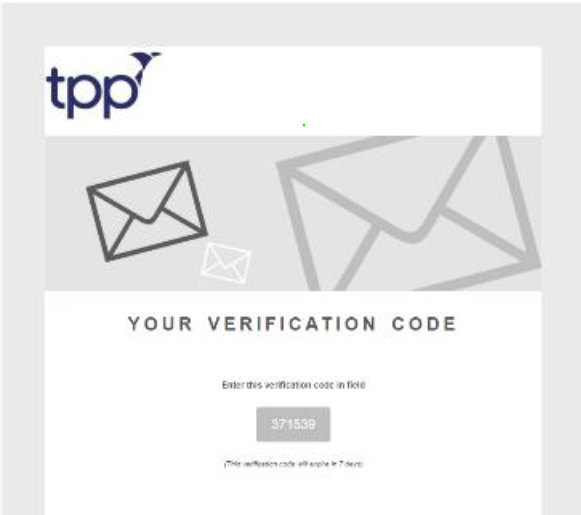 tpp
YOUR VERIFICATION CODE
Enter this verification code in field
371539
(This verification code will expire in 7 days)